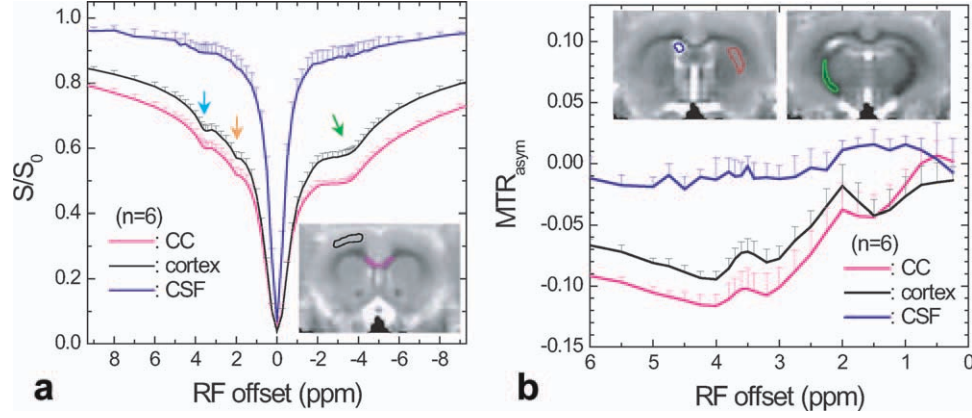 S/S0
1.0
0.8
0.6
0.4
0.2
0.0
(n=6)
: CC
: cortex
: CSF
8 6 4 2 0 -2 -4 -6 -8
RF offset (ppm)
a
MTRasym
0.10
0.05
0.00
-0.05
-0.10
-0.15
(n=6)
: CC
: cortex
: CSF
6 5 4 3 2 1 0
RF offset (ppm)
b